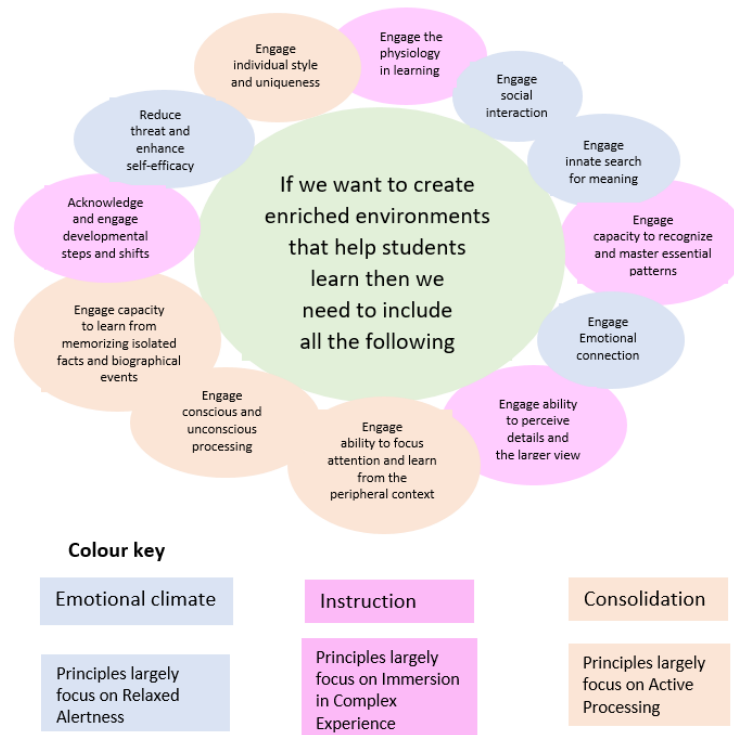 Engage
individual style
and uniqueness
Engage the
physiology
in learning
Engage
social
interaction
Engage
innate search
for meaning
Engage
capacity to recognize
and master essential
patterns
Engage
Emotional
connection
Engage ability
to perceive
details and
the larger view
Engage
ability to focus
attention and learn
from the
peripheral context
Engage
conscious and
unconscious
processing
Engage capacity
to learn from
memorizing isolated
facts and biographical
events
Acknowledge
and engage
developmental
steps and shifts
Reduce
threat and
enhance
self-efficacy
If we want to create
enriched environments
that help students
learn then we
need to include
all the following
Colour key
Emotional climate
Instruction
Consolidation
Principles largely
focus on Relaxed
Alertness
Principles largely
focus on Immersion
in Complex
Experience
Principles largely
focus on Active
Processing